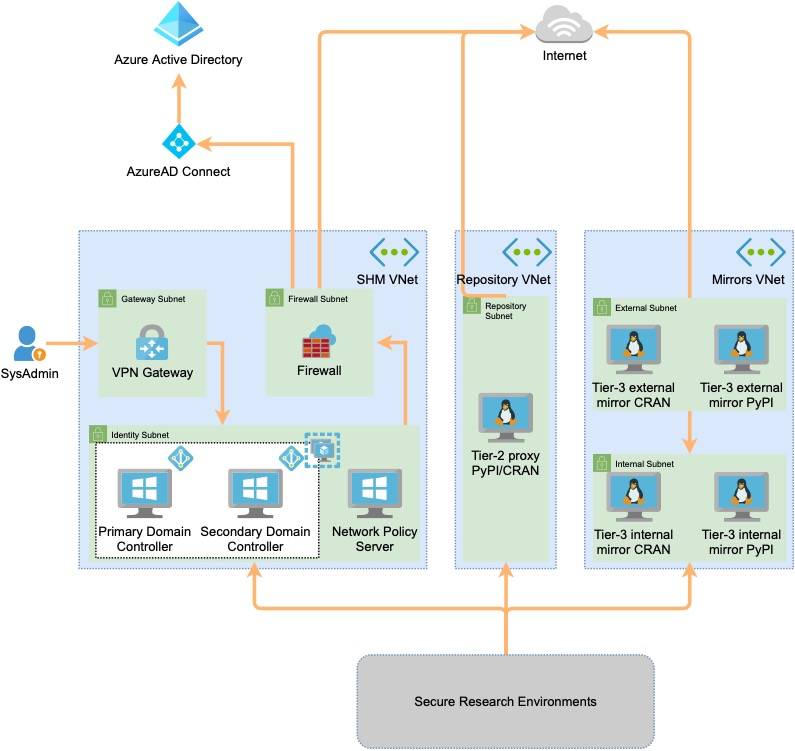 Azure Active Directory
Internet
AzureAD Connect
SHM VNet
Repository VNet
Mirrors VNet
Gateway Subnet
Firewall Subnet
Repository
Subnet
External Subnet
SysAdmin
VPN Gateway
Firewall
Tier-3 external
mirror CRAN
Tier-3 external
mirror PyPI
Identity Subnet
Tier-2 proxy
PyPI/CRAN
Internal Subnet
Primary Domain
Controller
Secondary Domain
Controller
Network Policy
Server
Tier-3 internal
mirror CRAN
Tier-3 internal
mirror PyPI
Secure Research Environments